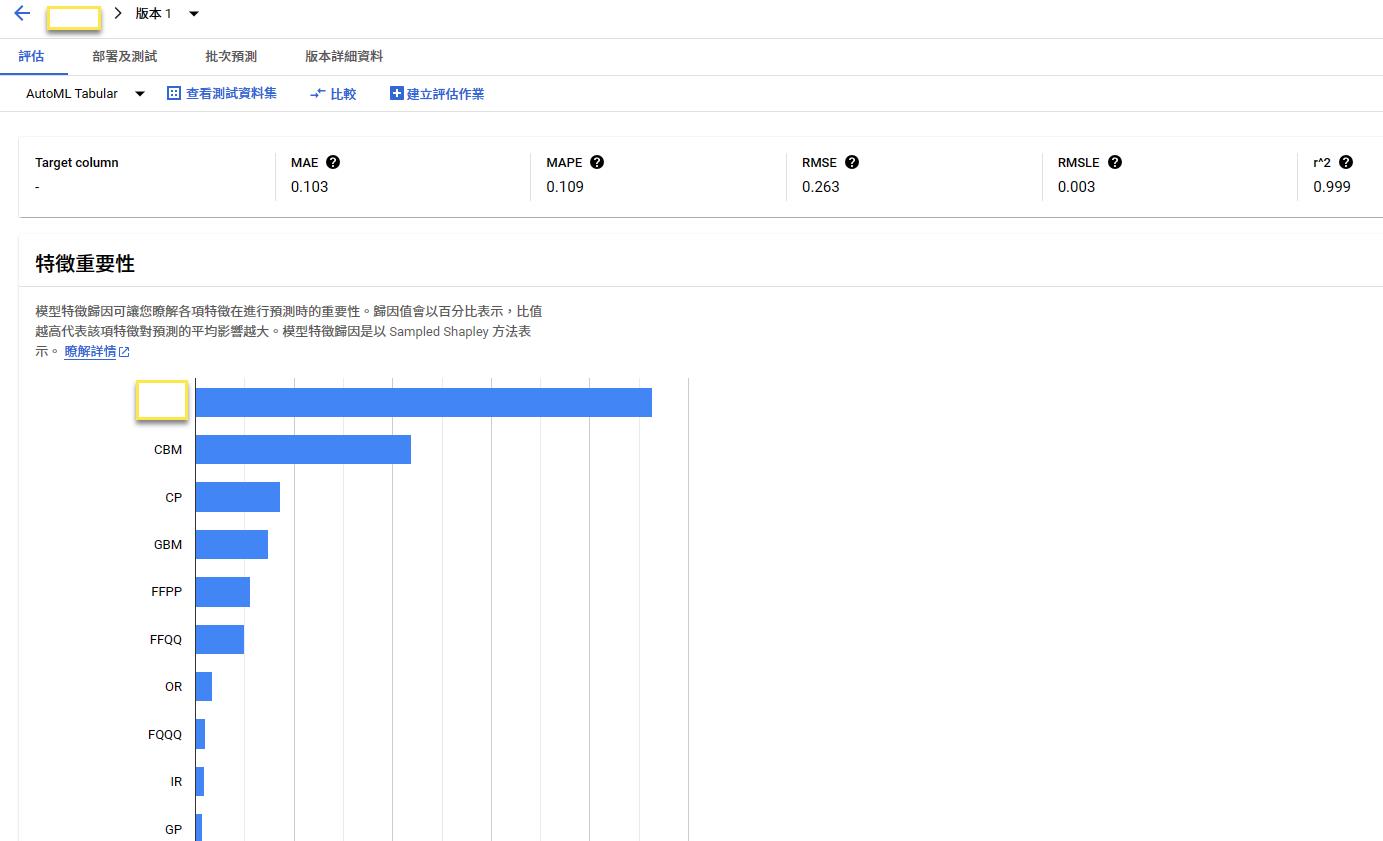 版本 1
評估 部署及測試 批次預測 版本詳細資料
AutoML Tabular 查看測試資料集 比較 建立評估作業
Target column MAE MAPE RMSE RMSLE r^2
- 0.103 0.109 0.263 0.003 0.999
特徵重要性
模型特徵歸因可讓您瞭解各項特徵在進行預測時的重要性。歸因值會以百分比表示，比值
越高代表該項特徵對預測的平均影響越大。模型特徵歸因是以 Sampled Shapley 方法表
示。 瞭解詳情
CBM
CP
GBM
FFPP
FFQQ
OR
FQQQ
IR
GP